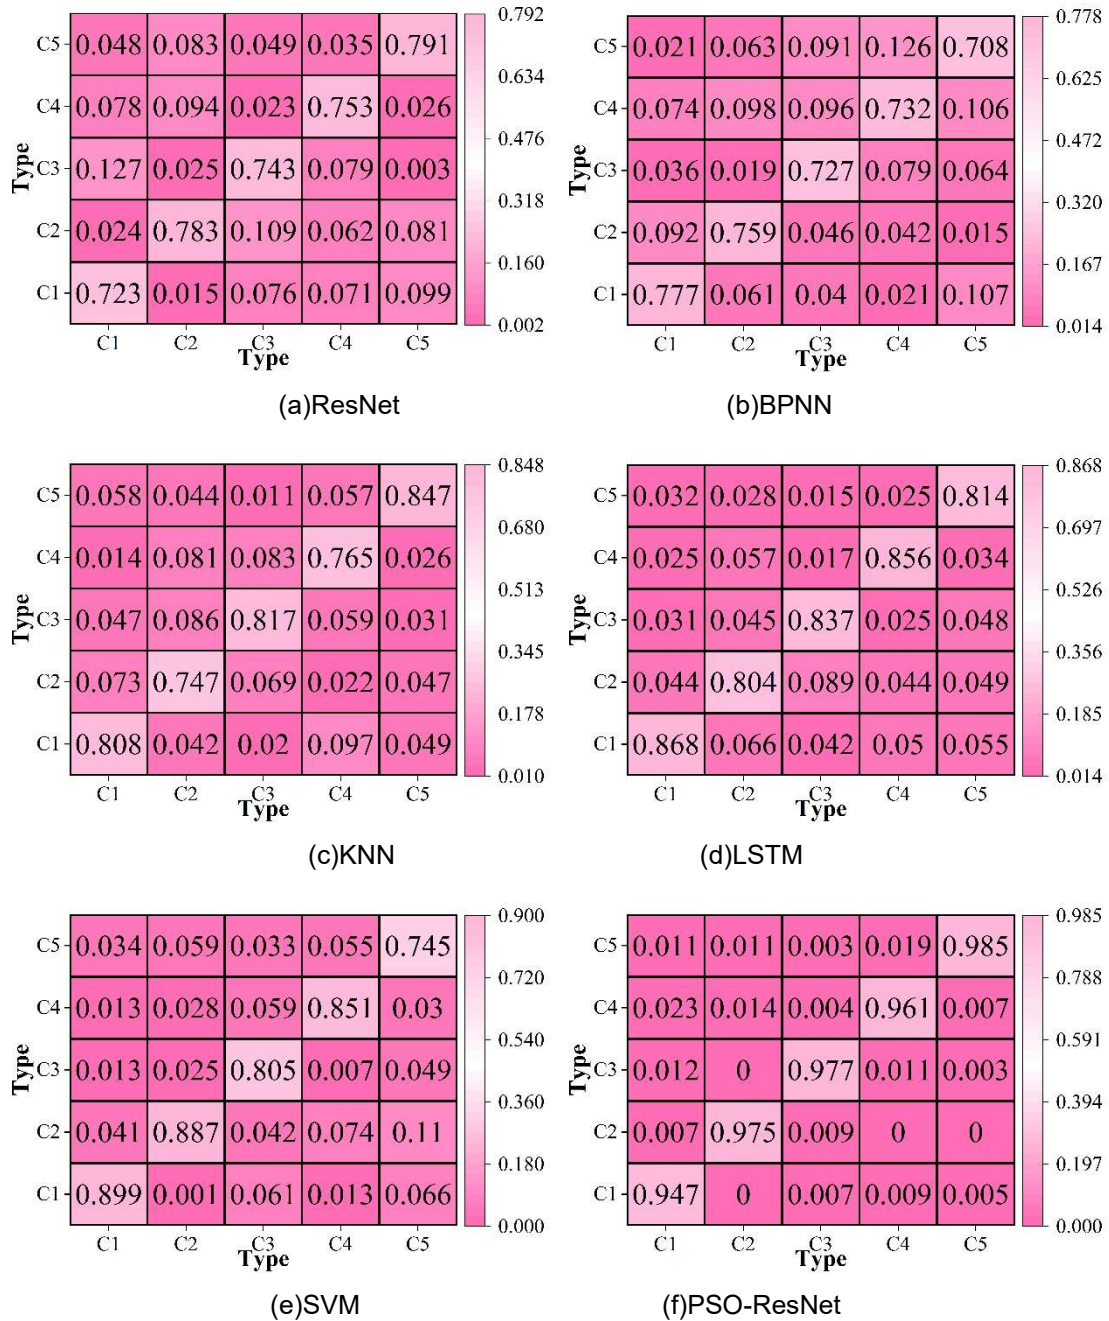 0.792
C5 0.048 0.083 0.049 0.035 0.791
0.634
C4 0.078 0.094 0.023 0.753 0.026
0.476
Type
C3 0.127 0.025 0.743 0.079 0.003
0.318
C2 0.024 0.783 0.109 0.062 0.081
0.160
C1 0.723 0.015 0.076 0.071 0.099
0.002
C1 C2 C3 C4 C5
Type
(a)ResNet
0.778
C5 0.021 0.063 0.091 0.126 0.708
0.625
C4 0.074 0.098 0.096 0.732 0.106
0.472
Type
C3 0.036 0.019 0.727 0.079 0.064
0.320
C2 0.092 0.759 0.046 0.042 0.015
0.167
C1 0.777 0.061 0.04 0.021 0.107
0.014
C1 C2 C3 C4 C5
Type
(b)BPNN
0.848
C5 0.058 0.044 0.011 0.057 0.847
0.680
C4 0.014 0.081 0.083 0.765 0.026
0.513
Type
C3 0.047 0.086 0.817 0.059 0.031
0.345
C2 0.073 0.747 0.069 0.022 0.047
0.178
C1 0.808 0.042 0.02 0.097 0.049
0.010
C1 C2 C3 C4 C5
Type
(c)KNN
0.868
C5 0.032 0.028 0.015 0.025 0.814
0.697
C4 0.025 0.057 0.017 0.856 0.034
0.526
Type
C3 0.031 0.045 0.837 0.025 0.048
0.356
C2 0.044 0.804 0.089 0.044 0.049
0.185
C1 0.868 0.066 0.042 0.05 0.055
0.014
C1 C2 C3 C4 C5
Type
(d)LSTM
0.900
C5 0.034 0.059 0.033 0.055 0.745
0.720
C4 0.013 0.028 0.059 0.851 0.03
0.540
Type
C3 0.013 0.025 0.805 0.007 0.049
0.360
C2 0.041 0.887 0.042 0.074 0.11
0.180
C1 0.899 0.001 0.061 0.013 0.066
0.000
C1 C2 C3 C4 C5
Type
(e)SVM
0.985
C5 0.011 0.011 0.003 0.019 0.985
0.788
C4 0.023 0.014 0.004 0.961 0.007
0.591
Type
C3 0.012 0 0.977 0.011 0.003
0.394
C2 0.007 0.975 0.009 0 0
0.197
C1 0.947 0 0.007 0.009 0.005
0.000
C1 C2 C3 C4 C5
Type
(f)PSO-ResNet